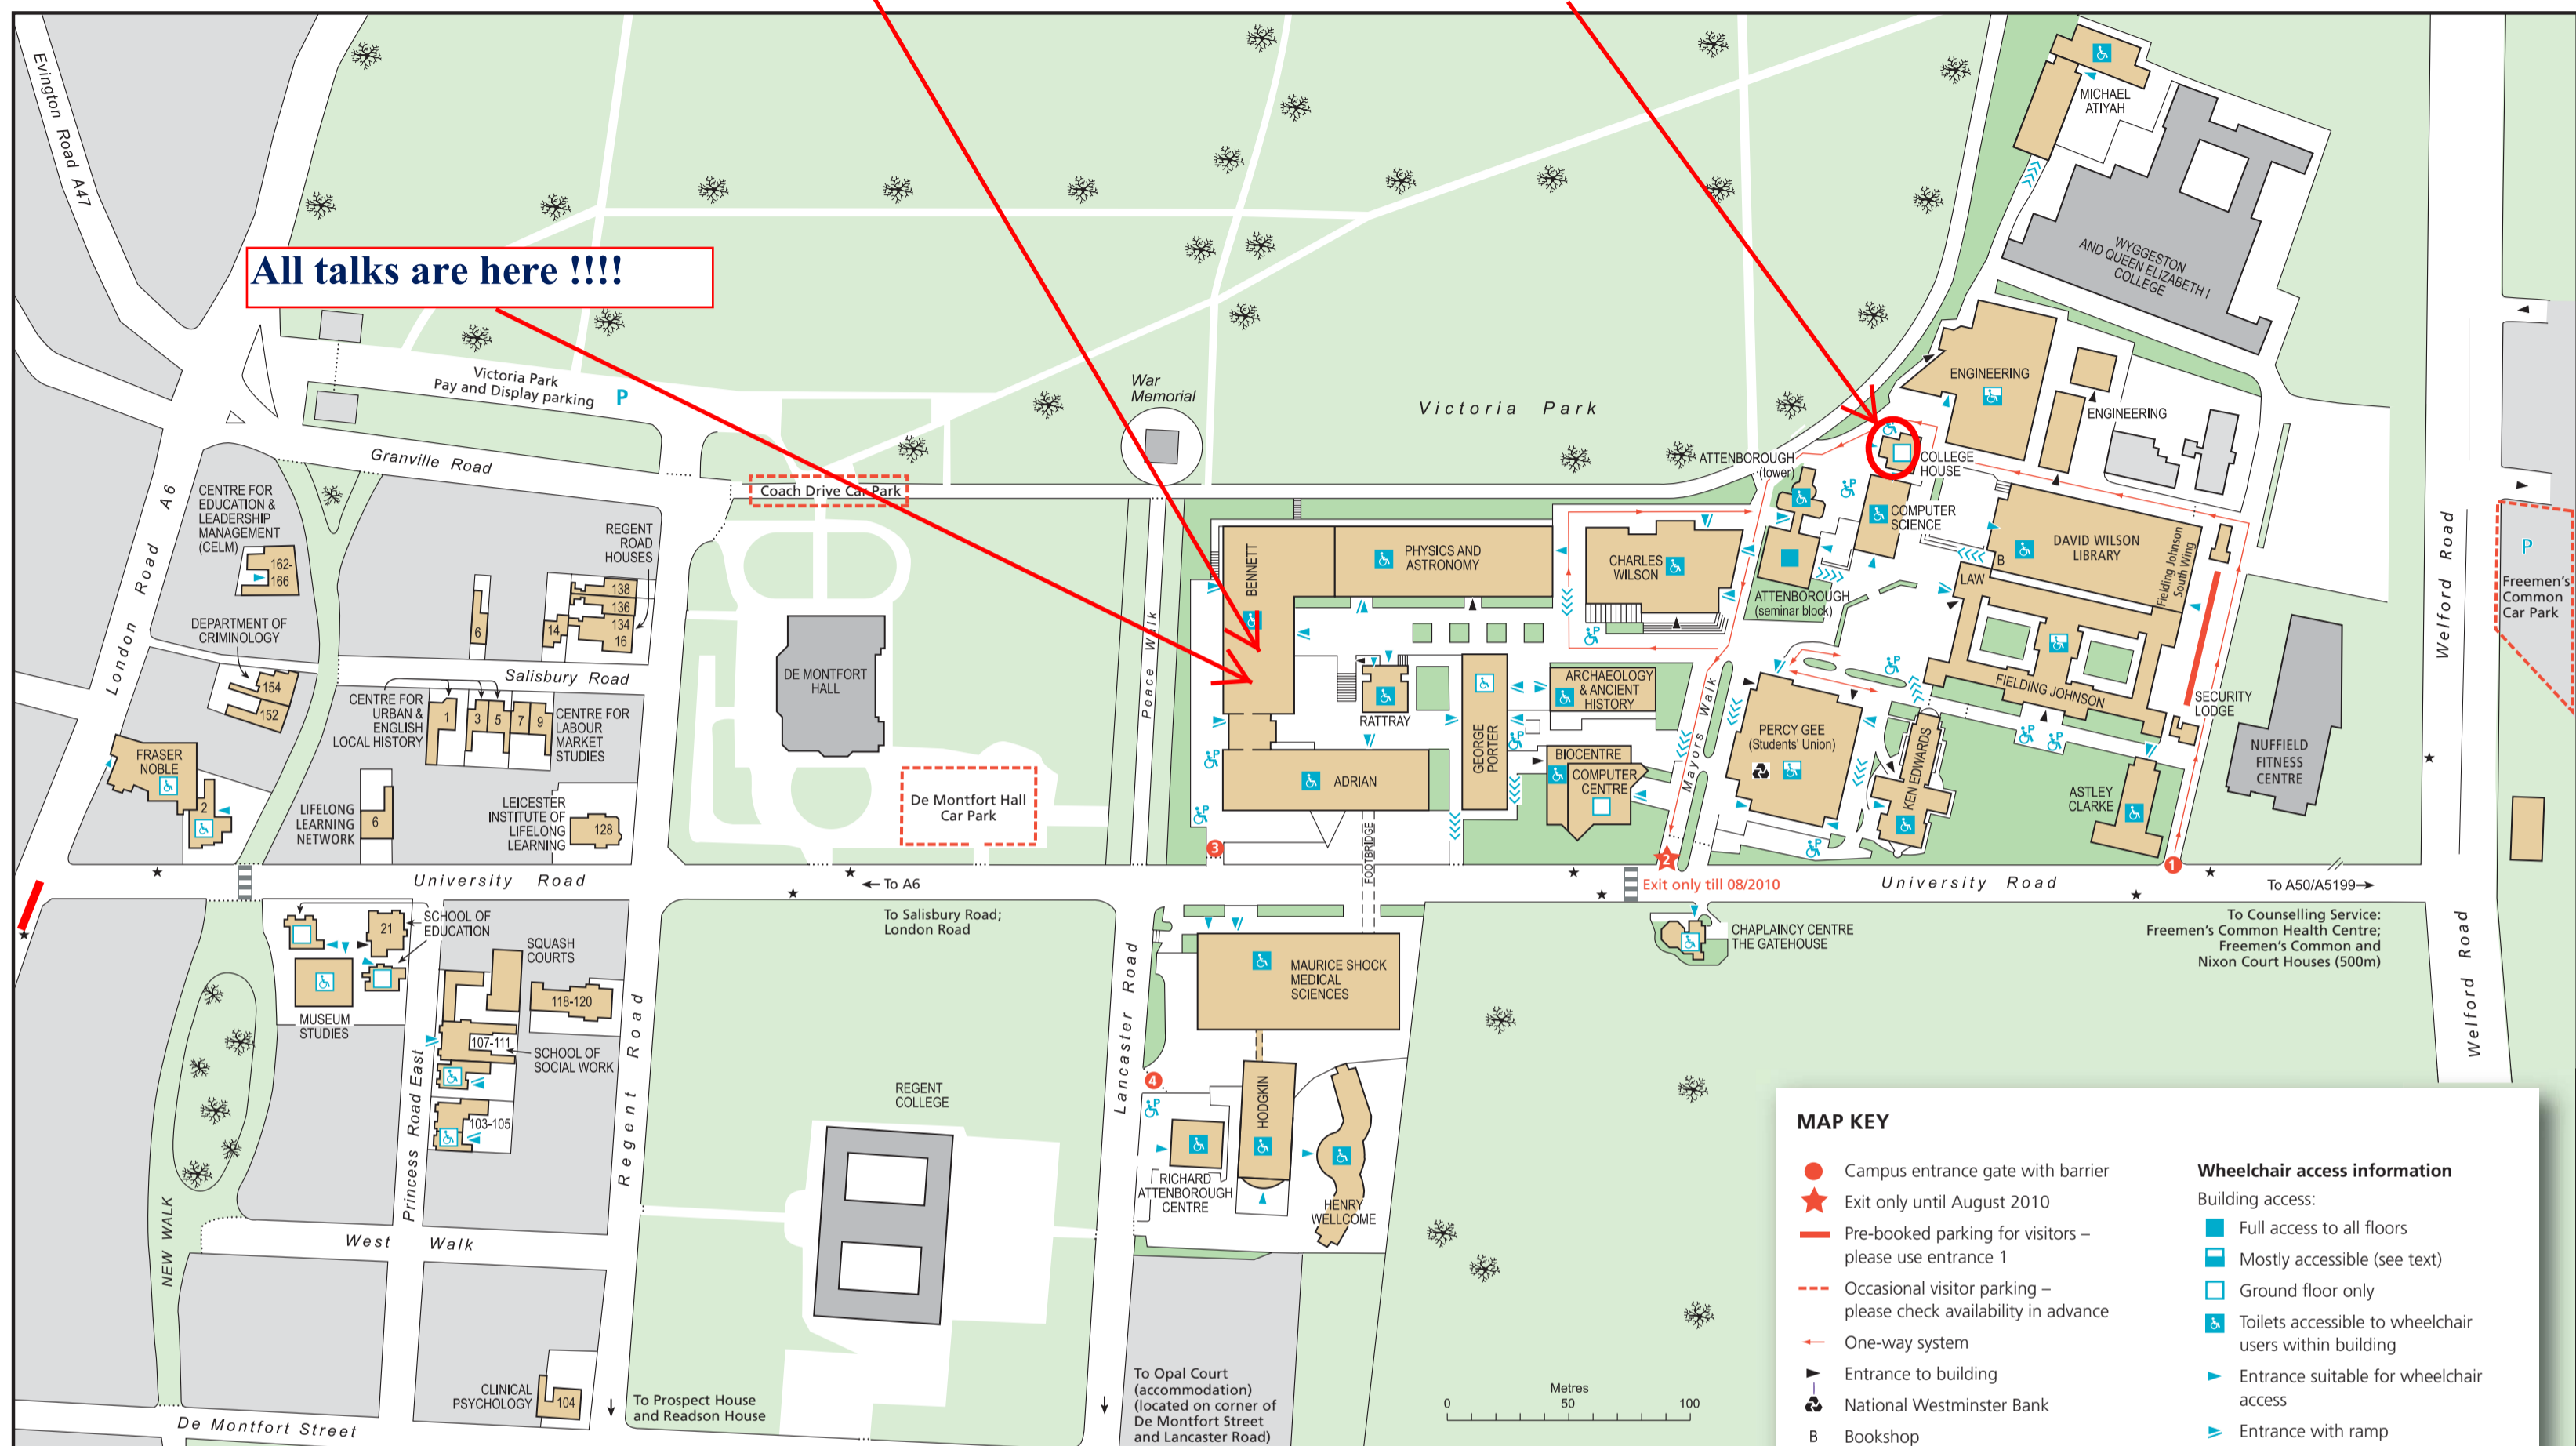 Evington Road A47
All talks are here !!!!
Victoria Park
Pay and Display parking
P
War
Memorial
Victoria Park
MICHAEL
ATIYAH
WYGGESTON
AND QUEEN ELIZABETH I
COLLEGE
ENGINEERING
ENGINEERING
London Road A6
Granville Road
Coach Drive Car Park
ATTENBOROUGH
(tower)
COLLEGE
HOUSE
COMPUTER
SCIENCE
B
DAVID WILSON
LIBRARY
Fielding Johnson
South Wing
LAW
FIELDING JOHNSON
SECURITY
LODGE
Welford Road
P
Freemen's
Common
Car Park
CENTRE FOR
EDUCATION &
LEADERSHIP
MANAGEMENT
(CELM)
162-
166
REGENT
ROAD
HOUSES
138
136
134
16
14
6
DEPARTMENT OF
CRIMINOLOGY
154
152
Salisbury Road
CENTRE FOR
URBAN &
ENGLISH
LOCAL HISTORY
1
3
5
7
9
CENTRE FOR
LABOUR
MARKET
STUDIES
FRASER
NOBLE
2
LIFELONG
LEARNING
NETWORK
6
LEICESTER
INSTITUTE OF
LIFELONG
LEARNING
128
DE MONTFORT
HALL
De Montfort Hall
Car Park
Peace Walk
BENNETT
PHYSICS AND
ASTRONOMY
CHARLES
WILSON
ATTENBOROUGH
(seminar block)
P
P
P
P
P
P
P
P
P
P
P
RATTRAY
GEORGE
PORTER
ARCHAEOLOGY
& ANCIENT
HISTORY
BIOCENTRE
COMPUTER
CENTRE
ADRIAN
Mayors Walk
PERCY GEE
(Students' Union)
KEN EDWARDS
ASTLEY
CLARKE
NUFFIELD
FITNESS
CENTRE
3
2
1
FOOTBRIDGE
University Road
To A6
Exit only till 08/2010
University Road
To A50/A5199
To Salisbury Road;
London Road
CHAPLAINCY CENTRE
THE GATEHOUSE
To Counselling Service:
Freemen's Common Health Centre;
Freemen's Common and
Nixon Court Houses (500m)
Welford Road
21
SCHOOL OF
EDUCATION
MUSEUM
STUDIES
SQUASH
COURTS
118-120
107-111
SCHOOL OF
SOCIAL WORK
103-105
Princess Road East
Regent Road
REGENT
COLLEGE
Lancaster Road
MAURICE SHOCK
MEDICAL
SCIENCES
4
HODGKIN
RICHARD
ATTENBOROUGH
CENTRE
HENRY
WELLCOME
NEW WALK
West Walk
CLINICAL
PSYCHOLOGY
104
De Montfort Street
To Prospect House
and Readson House
To Opal Court
(accommodation)
(located on corner of
De Montfort Street
and Lancaster Road)
Metres
0 50 100
MAP KEY
Campus entrance gate with barrier
Exit only until August 2010
Pre-booked parking for visitors –
please use entrance 1
Occasional visitor parking –
please check availability in advance
One-way system
Entrance to building
National Westminster Bank
B Bookshop
Wheelchair access information
Building access:
Full access to all floors
Mostly accessible (see text)
Ground floor only
Toilets accessible to wheelchair
users within building
Entrance suitable for wheelchair
access
Entrance with ramp